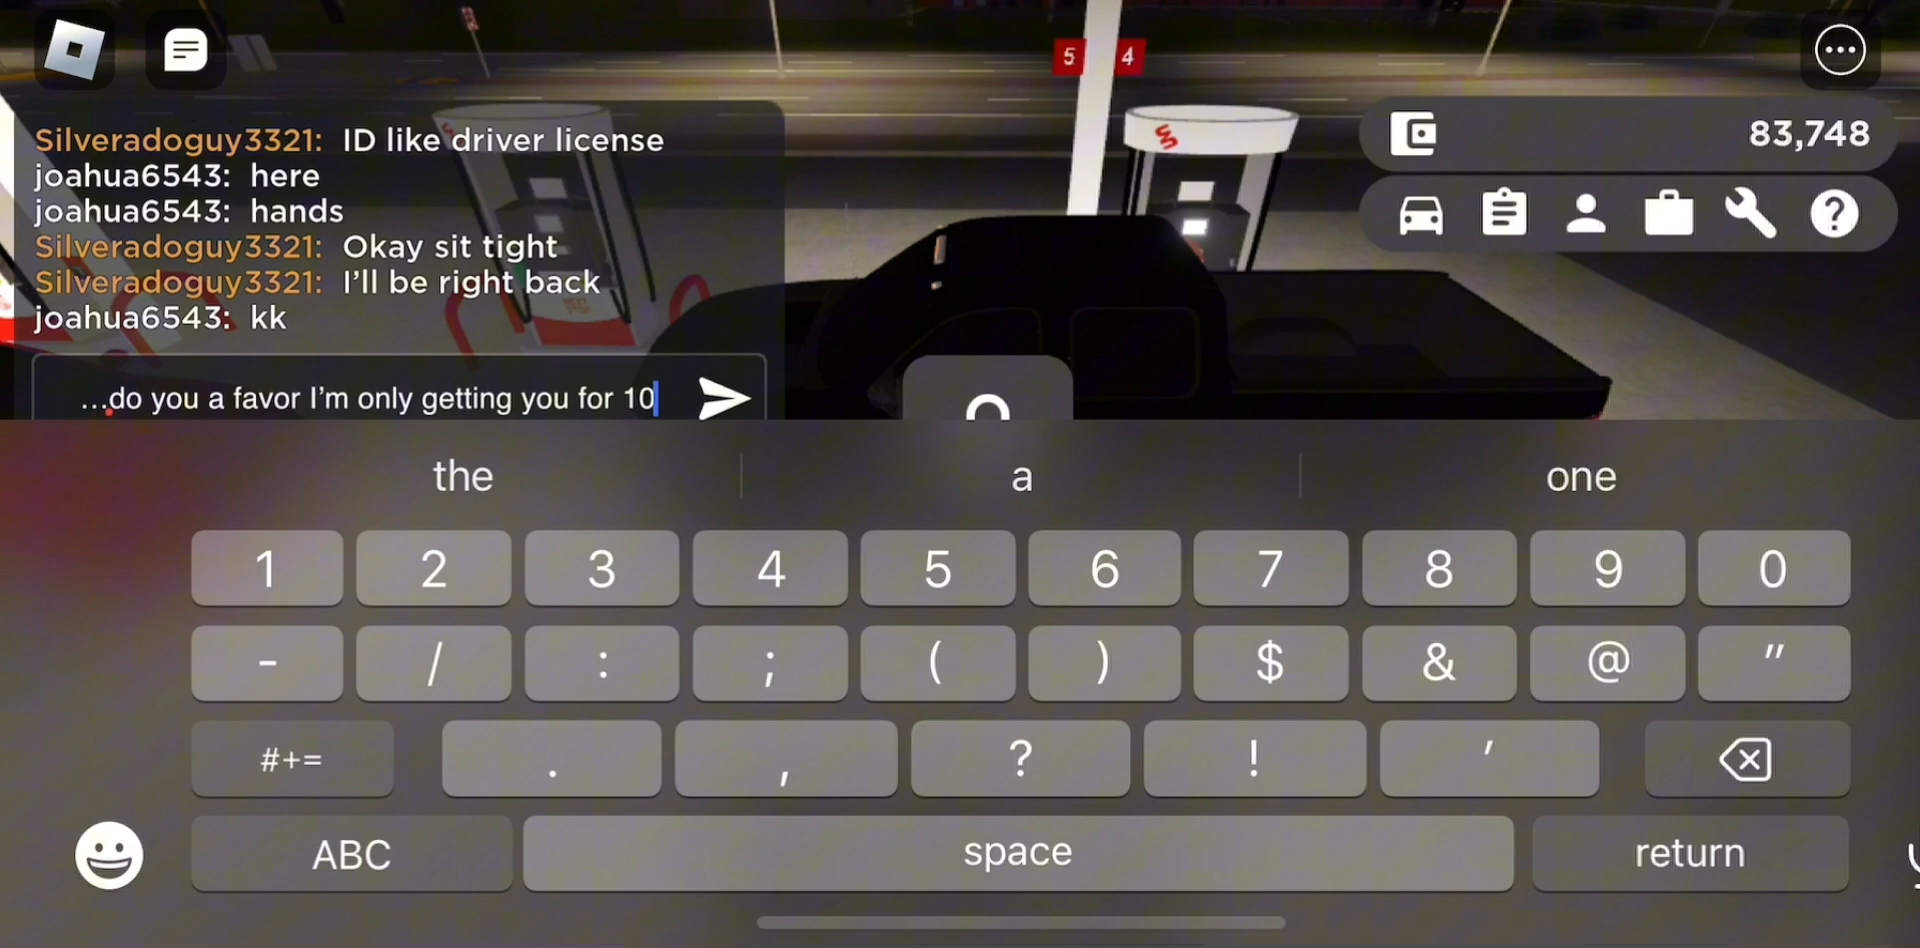 5 4
Silveradoguy3321: ID like driver license
joahua6543: here
joahua6543: hands
Silveradoguy3321: Okay sit tight
Silveradoguy3321: I'll be right back
joahua6543: kk
83,748
...do you a favor I'm only getting you for 10
the a one
1 2 3 4 5 6 7 8 9 0
- / : ; ( ) $ & @ "
#+= . , ? ! '
ABC space return